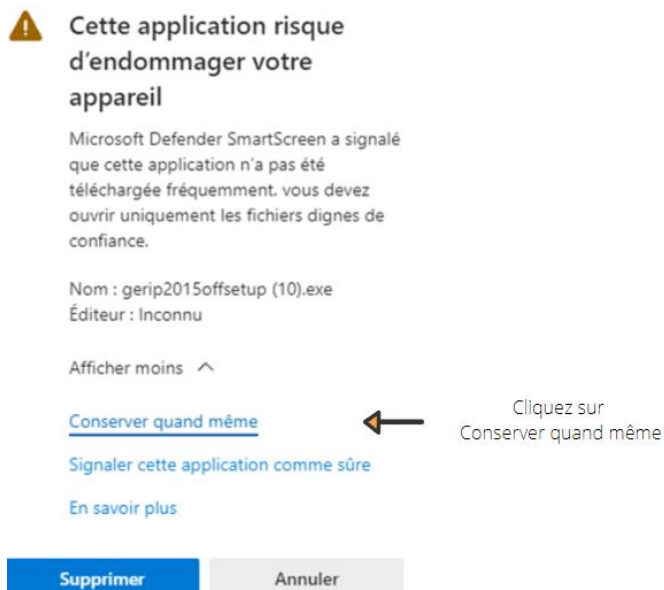 Cette application risque
d'endommager votre
appareil
Microsoft Defender SmartScreen a signalé
que cette application n'a pas été
téléchargée fréquemment. vous devez
ouvrir uniquement les fichiers dignes de
confiance.
Nom : gerip2015offsetup (10).exe
Éditeur : Inconnu
Afficher moins
Conserver quand même
Cliquez sur
Conserver quand même
Signaler cette application comme sûre
En savoir plus
Supprimer
Annuler